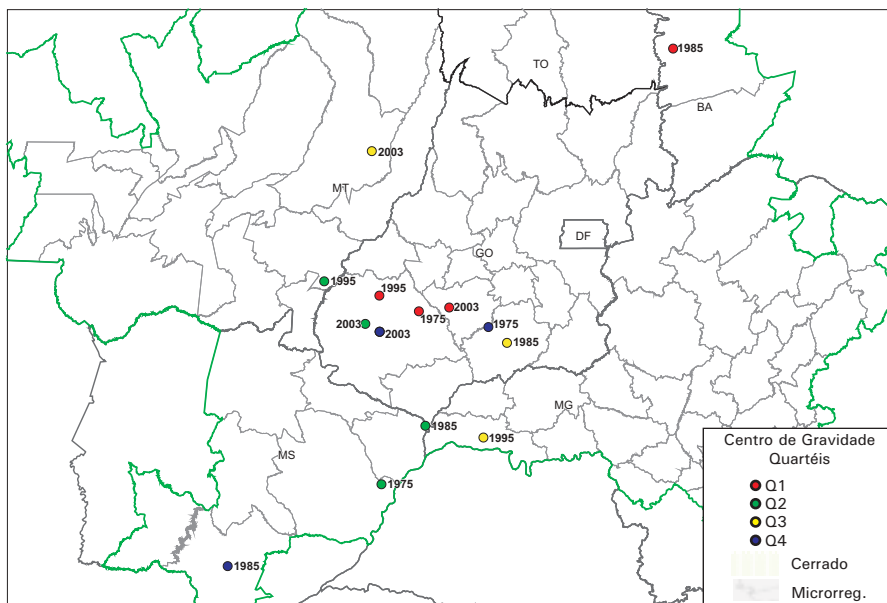 1985
TO
BA
2003
MT
DF
GO
1995
1995
1975
2003
2003
2003
1975
1985
1985
MG
1995
MS
1975
1985
Centro de Gravidade
Quartéis
Q1
Q2
Q3
Q4
Cerrado
Microrreg.